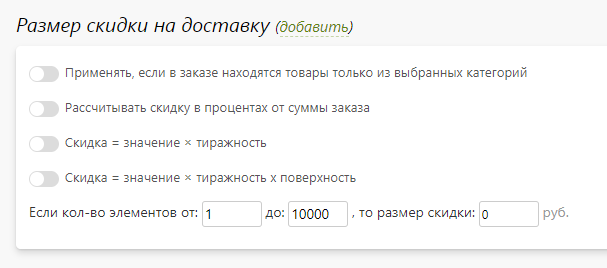 Размер скидки на доставку (добавить)
Применять, если в заказе находятся товары только из выбранных категорий
Рассчитывать скидку в процентах от суммы заказа
Скидка = значение × тиражность
Скидка = значение × тиражность х поверхность
Если кол-во элементов от: 1 до: 10000 , то размер скидки: 0 руб.